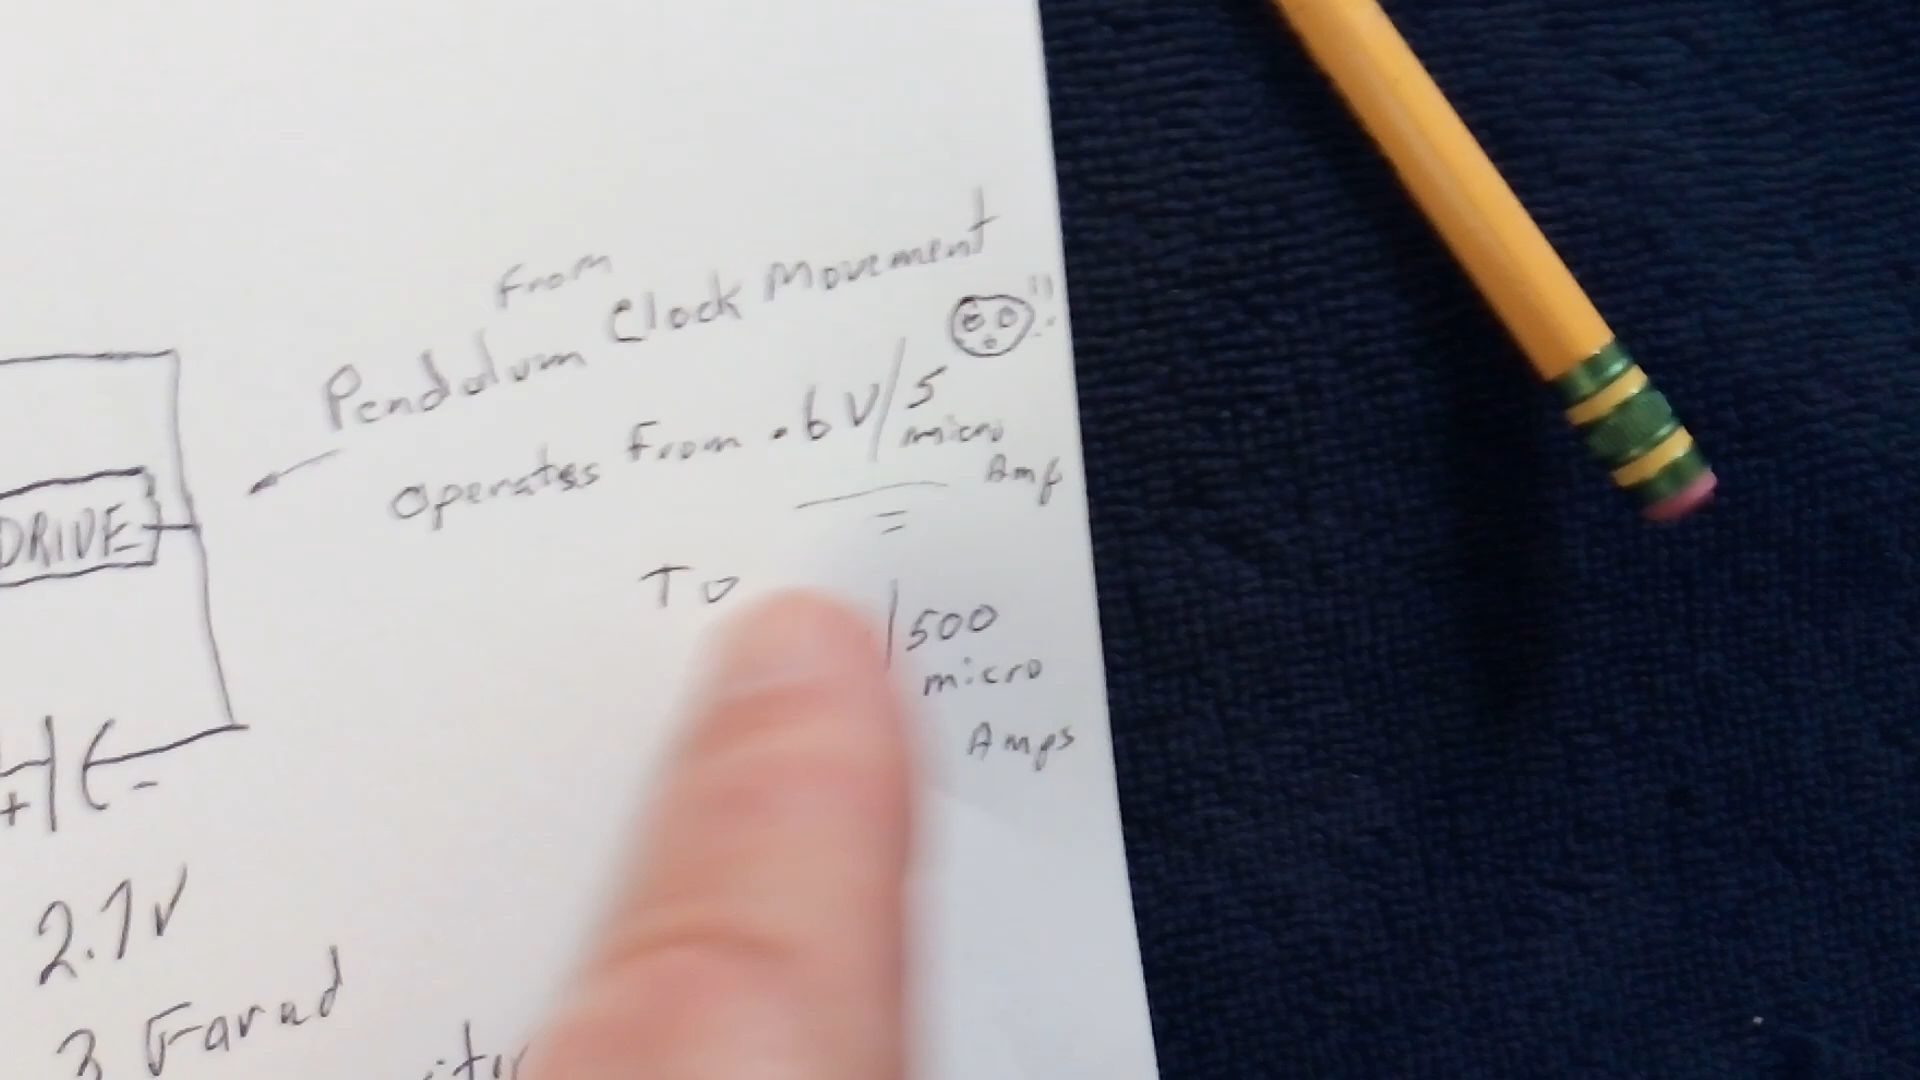 From
Pendulum Clock Movement
operates From .6V/5
micro
Amp
DRIVE
To /500
micro
Amps
+ -
2.7V
3 Farad